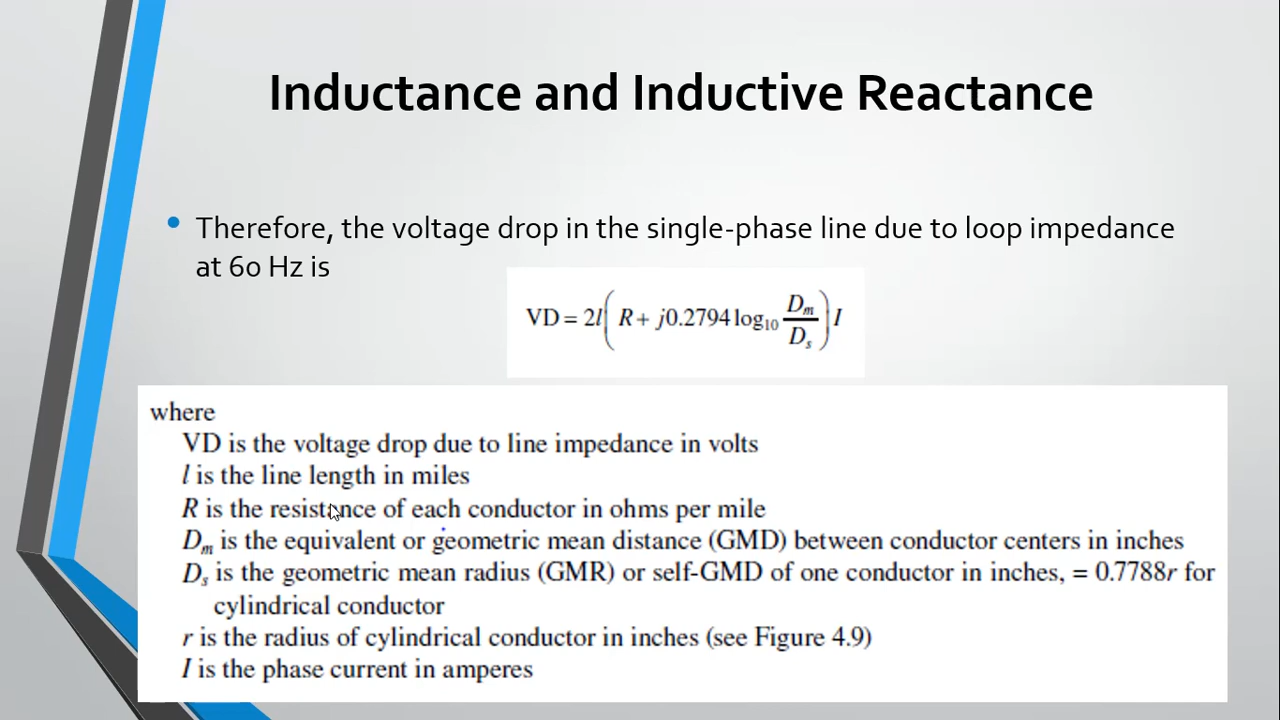 Inductance and Inductive Reactance
• Therefore, the voltage drop in the single-phase line due to loop impedance
at 60 Hz is
VD = 2l( R + j0.2794 log₁₀ Dₘ/Dₛ ) I
where
VD is the voltage drop due to line impedance in volts
l is the line length in miles
R is the resistance of each conductor in ohms per mile
Dₘ is the equivalent or geometric mean distance (GMD) between conductor centers in inches
Dₛ is the geometric mean radius (GMR) or self-GMD of one conductor in inches, = 0.7788r for
cylindrical conductor
r is the radius of cylindrical conductor in inches (see Figure 4.9)
I is the phase current in amperes